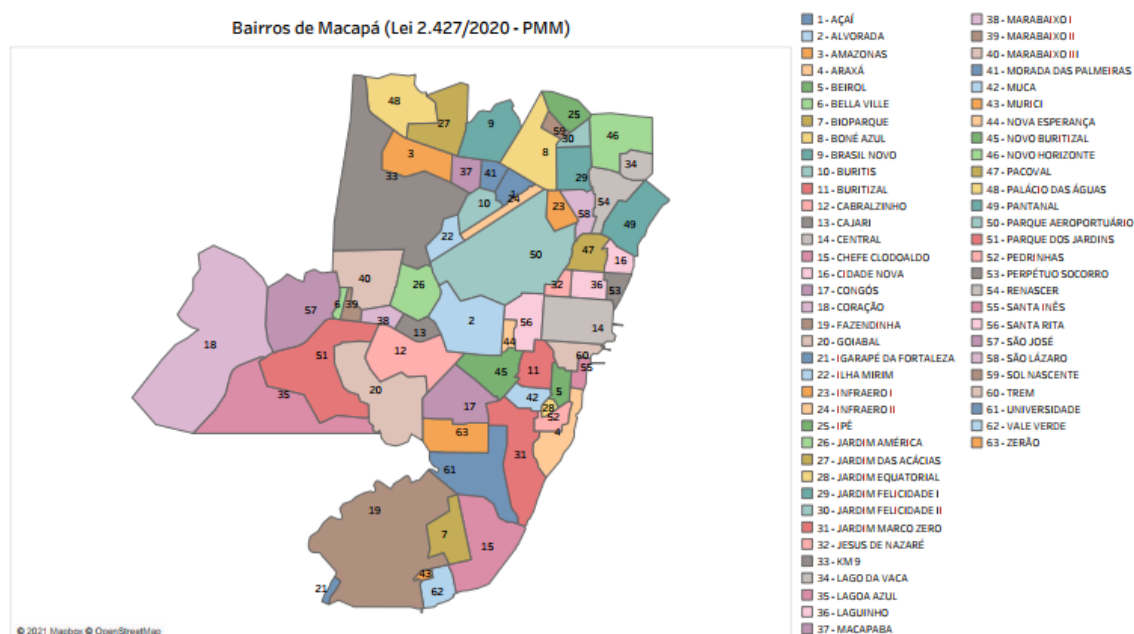 Bairros de Macapá (Lei 2.427/2020 - PMM)
48
27
9
25
59
30
46
3
8
34
33
37
41
29
1
24
54
10
23
58
49
22
47
50
16
40
26
32
36
53
6
39
57
38
2
56
14
13
18
44
51
12
60
55
45
11
20
5
35
42
17
28
52
63
4
31
61
19
7
15
43
21
62
1 - AÇAÍ
2 - ALVORADA
3 - AMAZONAS
4 - ARAXÁ
5 - BEIROL
6 - BELLA VILLE
7 - BIOPARQUE
8 - BONÉ AZUL
9 - BRASIL NOVO
10 - BURITIS
11 - BURITIZAL
12 - CABRALZINHO
13 - CAJARI
14 - CENTRAL
15 - CHEFE CLODOALDO
16 - CIDADE NOVA
17 - CONGÓS
18 - CORAÇÃO
19 - FAZENDINHA
20 - GOIABAL
21 - IGARAPÉ DA FORTALEZA
22 - ILHA MIRIM
23 - INFRAERO I
24 - INFRAERO II
25 - IPÊ
26 - JARDIM AMÉRICA
27 - JARDIM DAS ACÁCIAS
28 - JARDIM EQUATORIAL
29 - JARDIM FELICIDADE I
30 - JARDIM FELICIDADE II
31 - JARDIM MARCO ZERO
32 - JESUS DE NAZARÉ
33 - KM 9
34 - LAGO DA VACA
35 - LAGOA AZUL
36 - LAGUINHO
37 - MACAPABA
38 - MARABAIXO I
39 - MARABAIXO II
40 - MARABAIXO III
41 - MORADA DAS PALMEIRAS
42 - MUCA
43 - MURICI
44 - NOVA ESPERANÇA
45 - NOVO BURITIZAL
46 - NOVO HORIZONTE
47 - PACOVAL
48 - PALÁCIO DAS ÁGUAS
49 - PANTANAL
50 - PARQUE AEROPORTUÁRIO
51 - PARQUE DOS JARDINS
52 - PEDRINHAS
53 - PERPÉTUO SOCORRO
54 - RENASCER
55 - SANTA INÊS
56 - SANTA RITA
57 - SÃO JOSÉ
58 - SÃO LÁZARO
59 - SOL NASCENTE
60 - TREM
61 - UNIVERSIDADE
62 - VALE VERDE
63 - ZERÃO
© 2021 Mapbox © OpenStreetMap